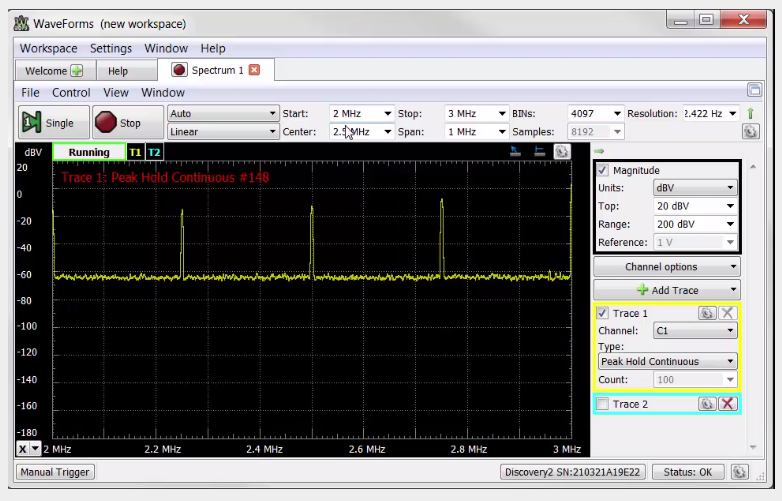 WaveForms (new workspace)
Workspace Settings Window Help
Welcome Help Spectrum 1
File Control View Window
Single Stop Auto Start: 2 MHz Stop: 3 MHz BINs: 4097 Resolution: 2.422 Hz
Linear Center: MHz Span: 1 MHz Samples: 8192
dBV Running T1 T2
Trace 1: Peak Hold Continuous #148
20
0
-20
-40
-60
-80
-100
-120
-140
-160
-180
X 2 MHz 2.2 MHz 2.4 MHz 2.6 MHz 2.8 MHz 3 MHz
Magnitude
Units: dBV
Top: 20 dBV
Range: 200 dBV
Reference: 1 V
Channel options
Add Trace
Trace 1
Channel: C1
Type:
Peak Hold Continuous
Count: 100
Trace 2
Manual Trigger Discovery2 SN:210321A19E22 Status: OK